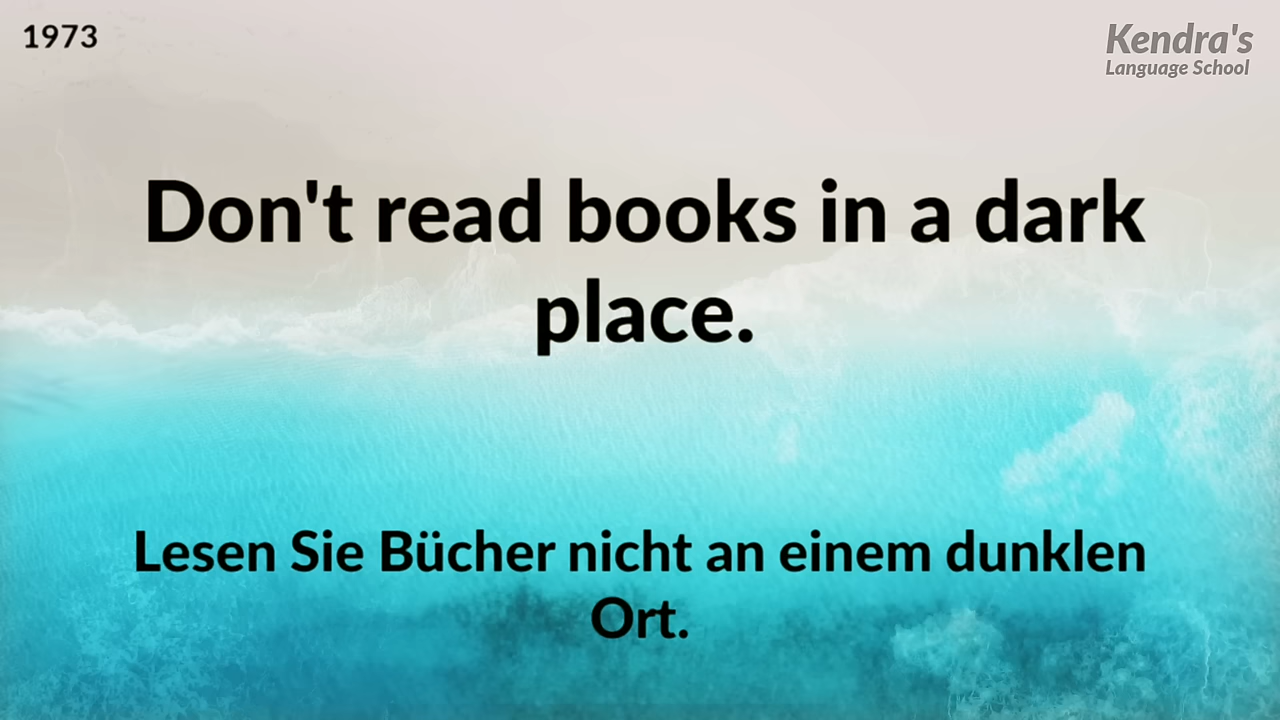 1973
Kendra's
Language School
Don't read books in a dark
place.
Lesen Sie Bücher nicht an einem dunklen
Ort.